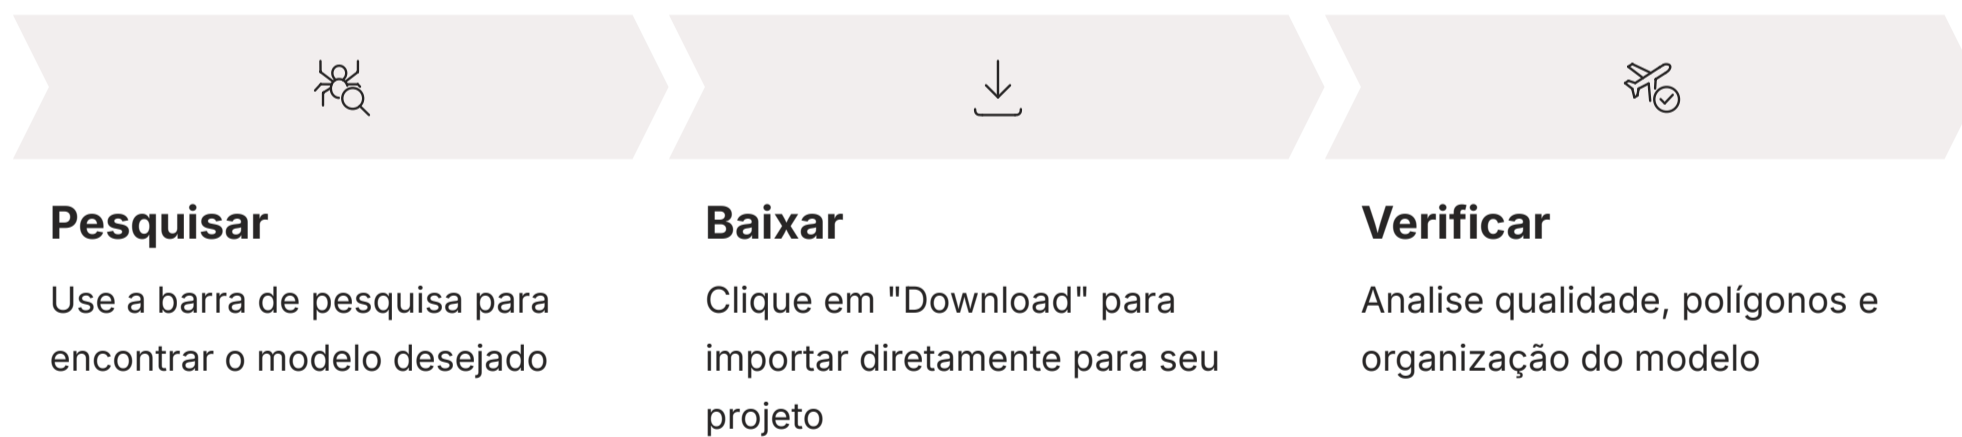 Pesquisar
Use a barra de pesquisa para
encontrar o modelo desejado
Baixar
Clique em "Download" para
importar diretamente para seu
projeto
Verificar
Analise qualidade, polígonos e
organização do modelo